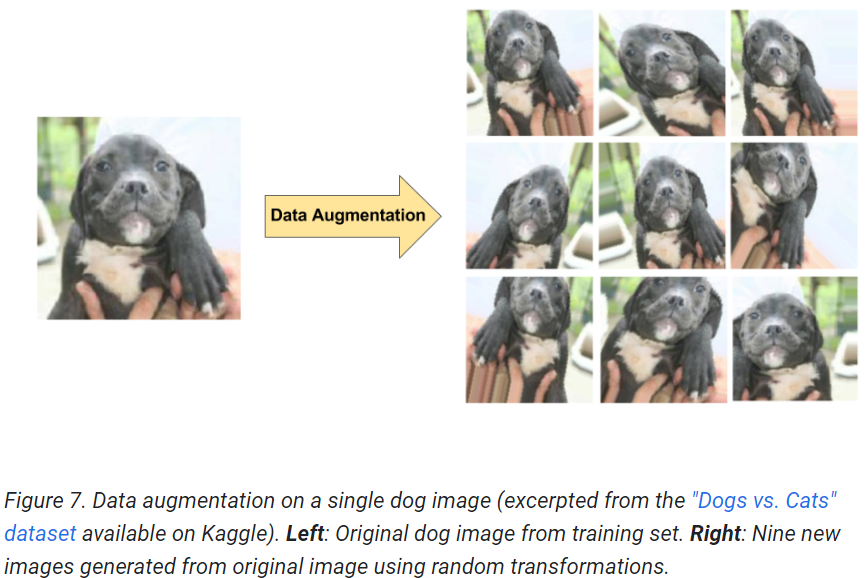 Data Augmentation
Figure 7. Data augmentation on a single dog image (excerpted from the "Dogs vs. Cats"
dataset available on Kaggle). Left: Original dog image from training set. Right: Nine new
images generated from original image using random transformations.